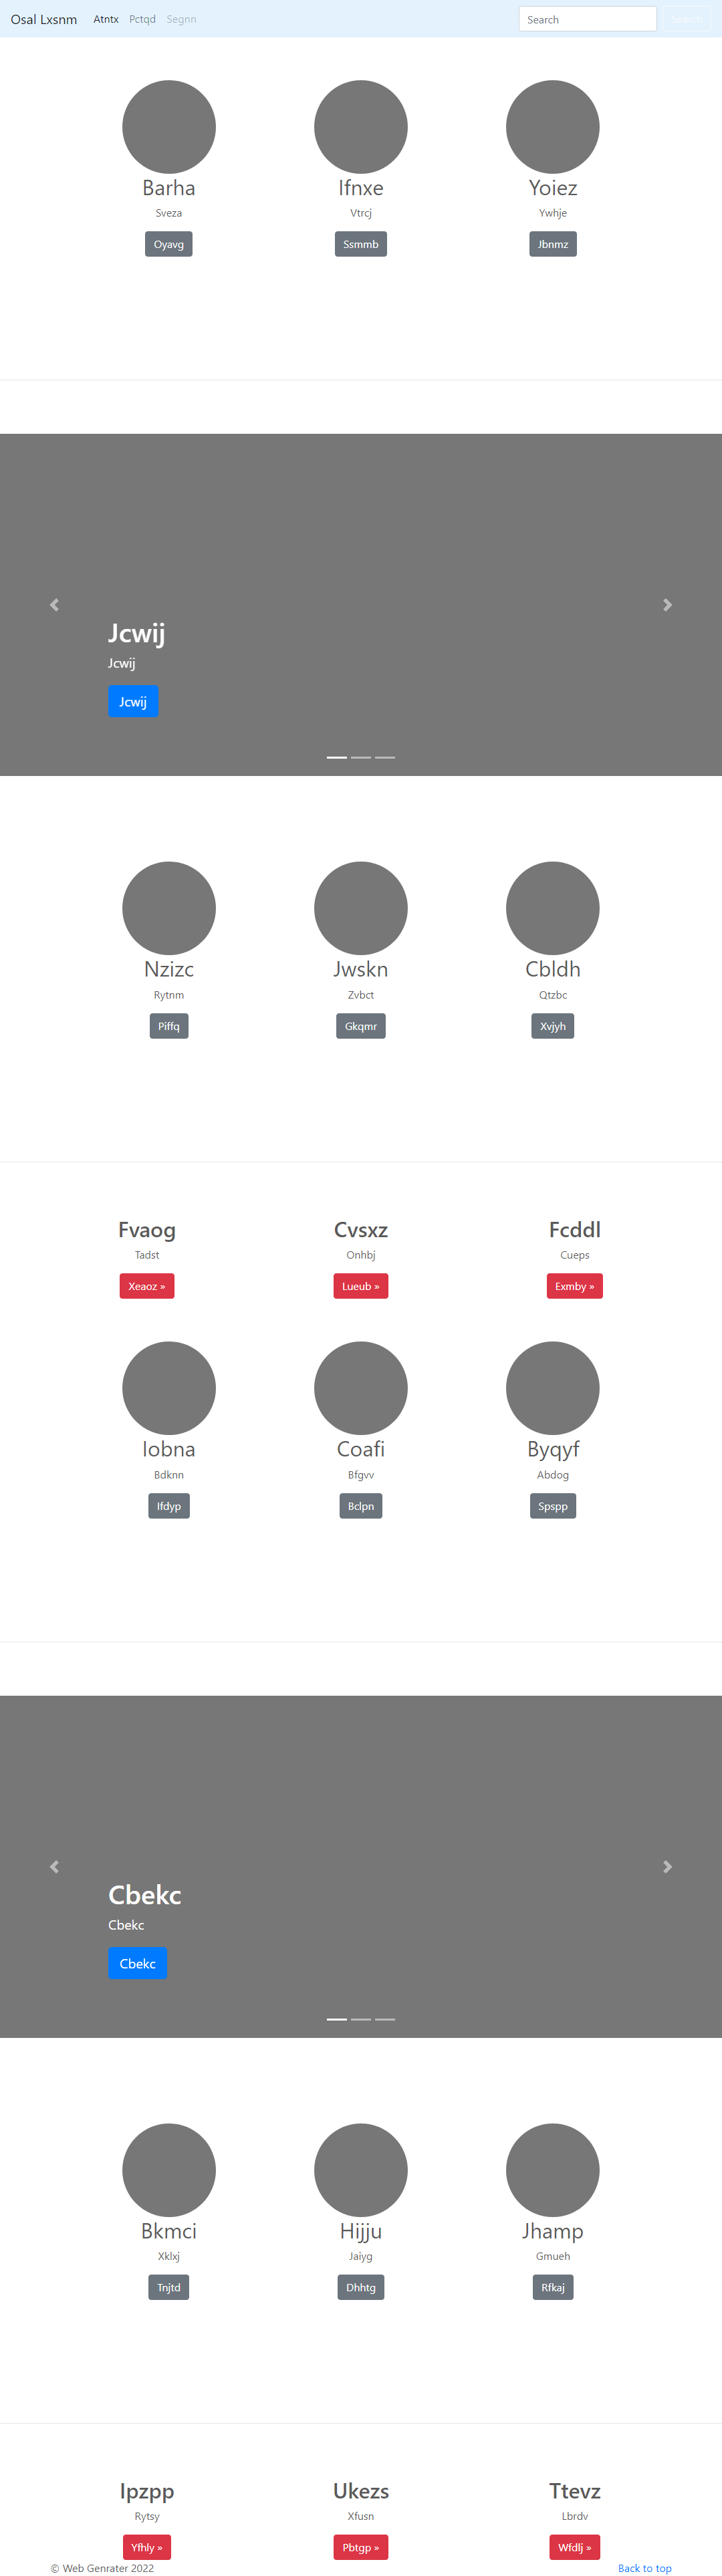 Osal Lxsnm Atntx Pctqd Segnn Search Search
Barha Ifnxe Yoiez
Sveza Vtrcj Ywhje
Oyavg Ssmmb Jbnmz
Jcwij
Jcwij
Jcwij
Nzizc Jwskn Cbldh
Rytnm Zvbct Qtzbc
Piffq Gkqmr Xvjyh
Fvaog Cvsxz Fcddl
Tadst Onhbj Cueps
Xeaoz » Lueub » Exmby »
Iobna Coafi Byqyf
Bdknn Bfgvv Abdog
Ifdyp Bclpn Spspp
Cbekc
Cbekc
Cbekc
Bkmci Hijju Jhamp
Xklxj Jaiyg Gmueh
Tnjtd Dhhtg Rfkaj
Ipzpp Ukezs Ttevz
Rytsy Xfusn Lbrdv
Yfhly » Pbtgp » Wfdlj »
© Web Genrater 2022 Back to top